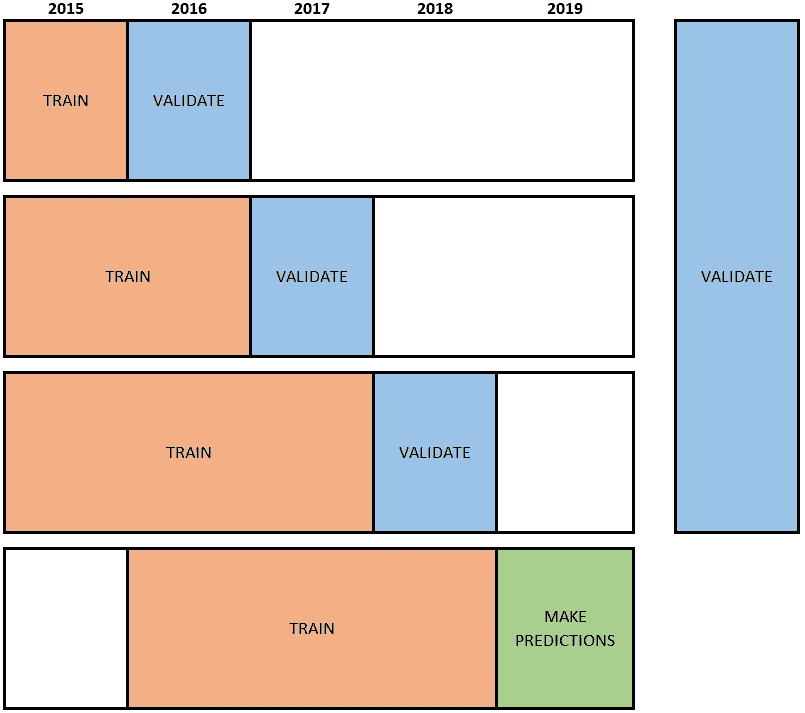 2015 2016 2017 2018 2019
TRAIN VALIDATE
TRAIN VALIDATE VALIDATE
TRAIN VALIDATE
TRAIN MAKE
PREDICTIONS